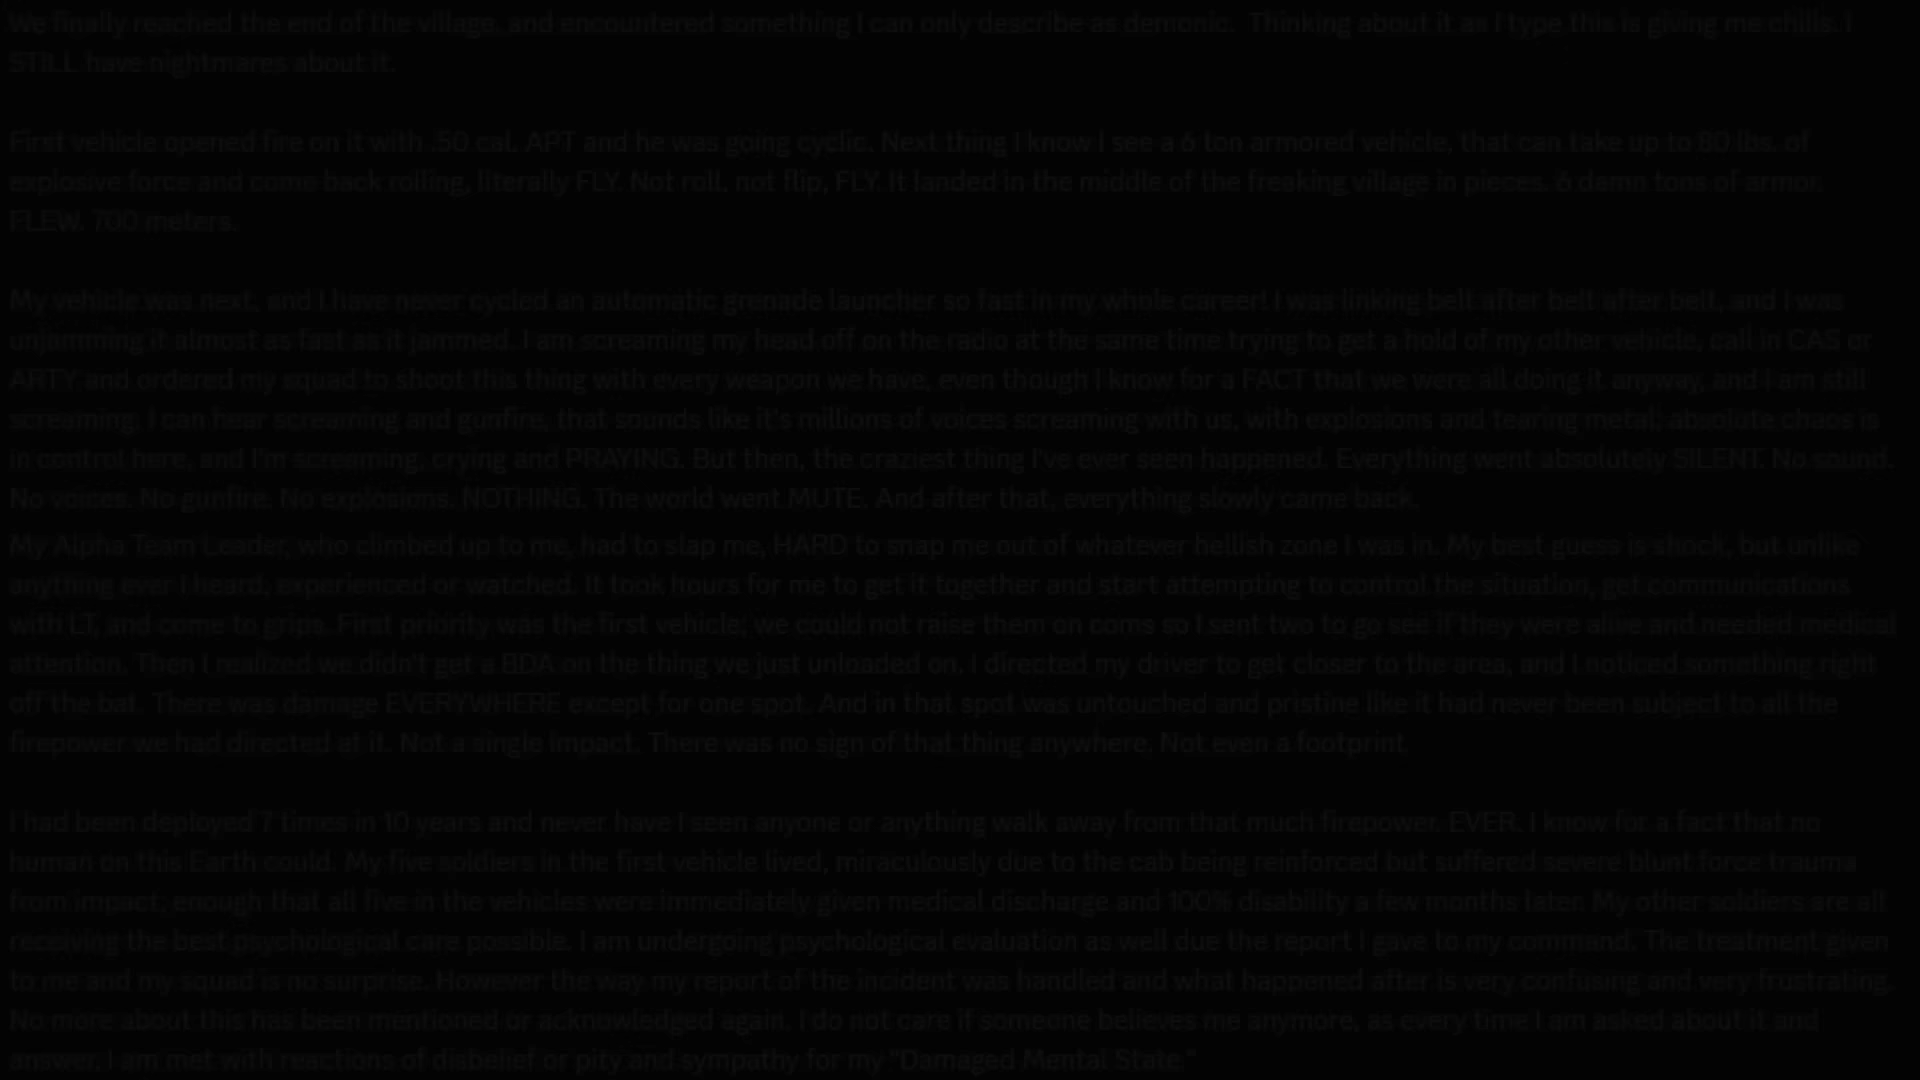 We finally reached the end of the village, and encountered something I can only describe as demonic. Thinking about it as I type this is giving me chills. I
STILL have nightmares about it.
First vehicle opened fire on it with .50 cal. APT and he was going cyclic. Next thing I know I see a 6 ton armored vehicle, that can take up to 80 lbs. of
explosive force and come back rolling, literally FLY. Not roll, not flip, FLY. It landed in the middle of the freaking village in pieces. 6 damn tons of armor.
FLEW. 700 meters.
My vehicle was next, and I have never cycled an automatic grenade launcher so fast in my whole career! I was linking belt after belt after belt, and I was
unjamming it almost as fast as it jammed. I am screaming my head off on the radio at the same time trying to get a hold of my other vehicle, call in CAS or
ARTY and ordered my squad to shoot this thing with every weapon we have, even though I know for a FACT that we were all doing it anyway, and I am still
screaming, I can hear screaming and gunfire, that sounds like it's millions of voices screaming with us, with explosions and tearing metal; absolute chaos is
in control here, and I'm screaming, crying and PRAYING. But then, the craziest thing I've ever seen happened. Everything went absolutely SILENT. No sound.
No voices. No gunfire. No explosions. NOTHING. The world went MUTE. And after that, everything slowly came back.
My Alpha Team Leader, who climbed up to me, had to slap me, HARD to snap me out of whatever hellish zone I was in. My best guess is shock, but unlike
anything ever I heard, experienced or watched. It took hours for me to get it together and start attempting to control the situation, get communications
with LT, and come to grips. First priority was the first vehicle; we could not raise them on coms so I sent two to go see if they were alive and needed medical
attention. Then I realized we didn't get a BDA on the thing we just unloaded on. I directed my driver to get closer to the area, and I noticed something right
off the bat. There was damage EVERYWHERE except for one spot. And in that spot was untouched and pristine like it had never been subject to all the
firepower we had directed at it. Not a single impact. There was no sign of that thing anywhere. Not even a footprint.
I had been deployed 7 times in 10 years and never have I seen anyone or anything walk away from that much firepower. EVER. I know for a fact that no
human on this Earth could. My five soldiers in the first vehicle lived, miraculously due to the cab being reinforced but suffered severe blunt force trauma
from impact, enough that all five in the vehicles were immediately given medical discharge and 100% disability a few months later. My other soldiers are all
receiving the best psychological care possible. I am undergoing psychological evaluation as well due the report I gave to my command. The treatment given
to me and my squad is no surprise. However the way my report of the incident was handled and what happened after is very confusing and very frustrating.
No more about this has been mentioned or acknowledged again. I do not care if someone believes me anymore, as every time I am asked about it and
answer, I am met with reactions of disbelief or pity and sympathy for my "Damaged Mental State."